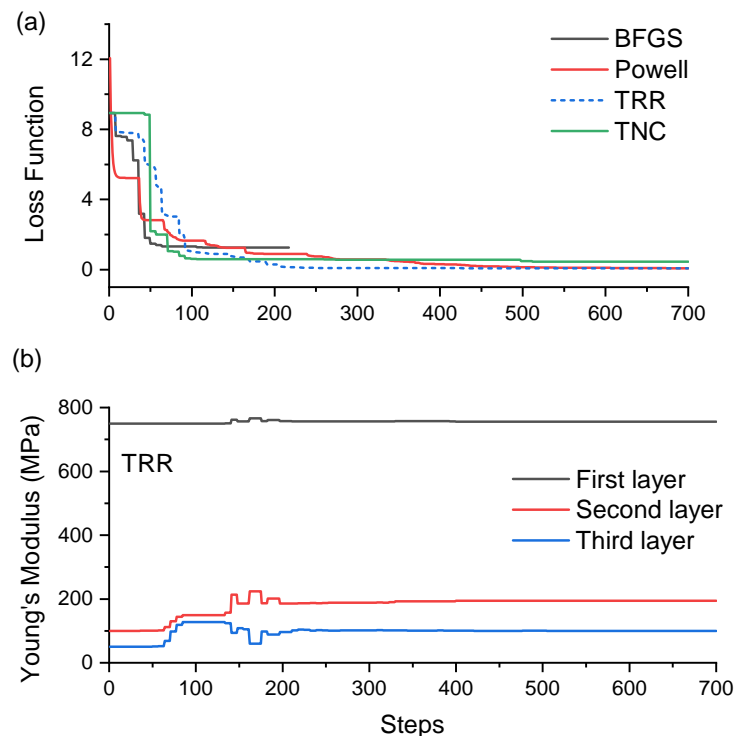 (a)
BFGS
Powell
TRR
TNC
Loss Function
12
8
4
0
0 100 200 300 400 500 600 700
(b)
Young's Modulus (MPa)
800
600
400
200
0
TRR
First layer
Second layer
Third layer
0 100 200 300 400 500 600 700
Steps